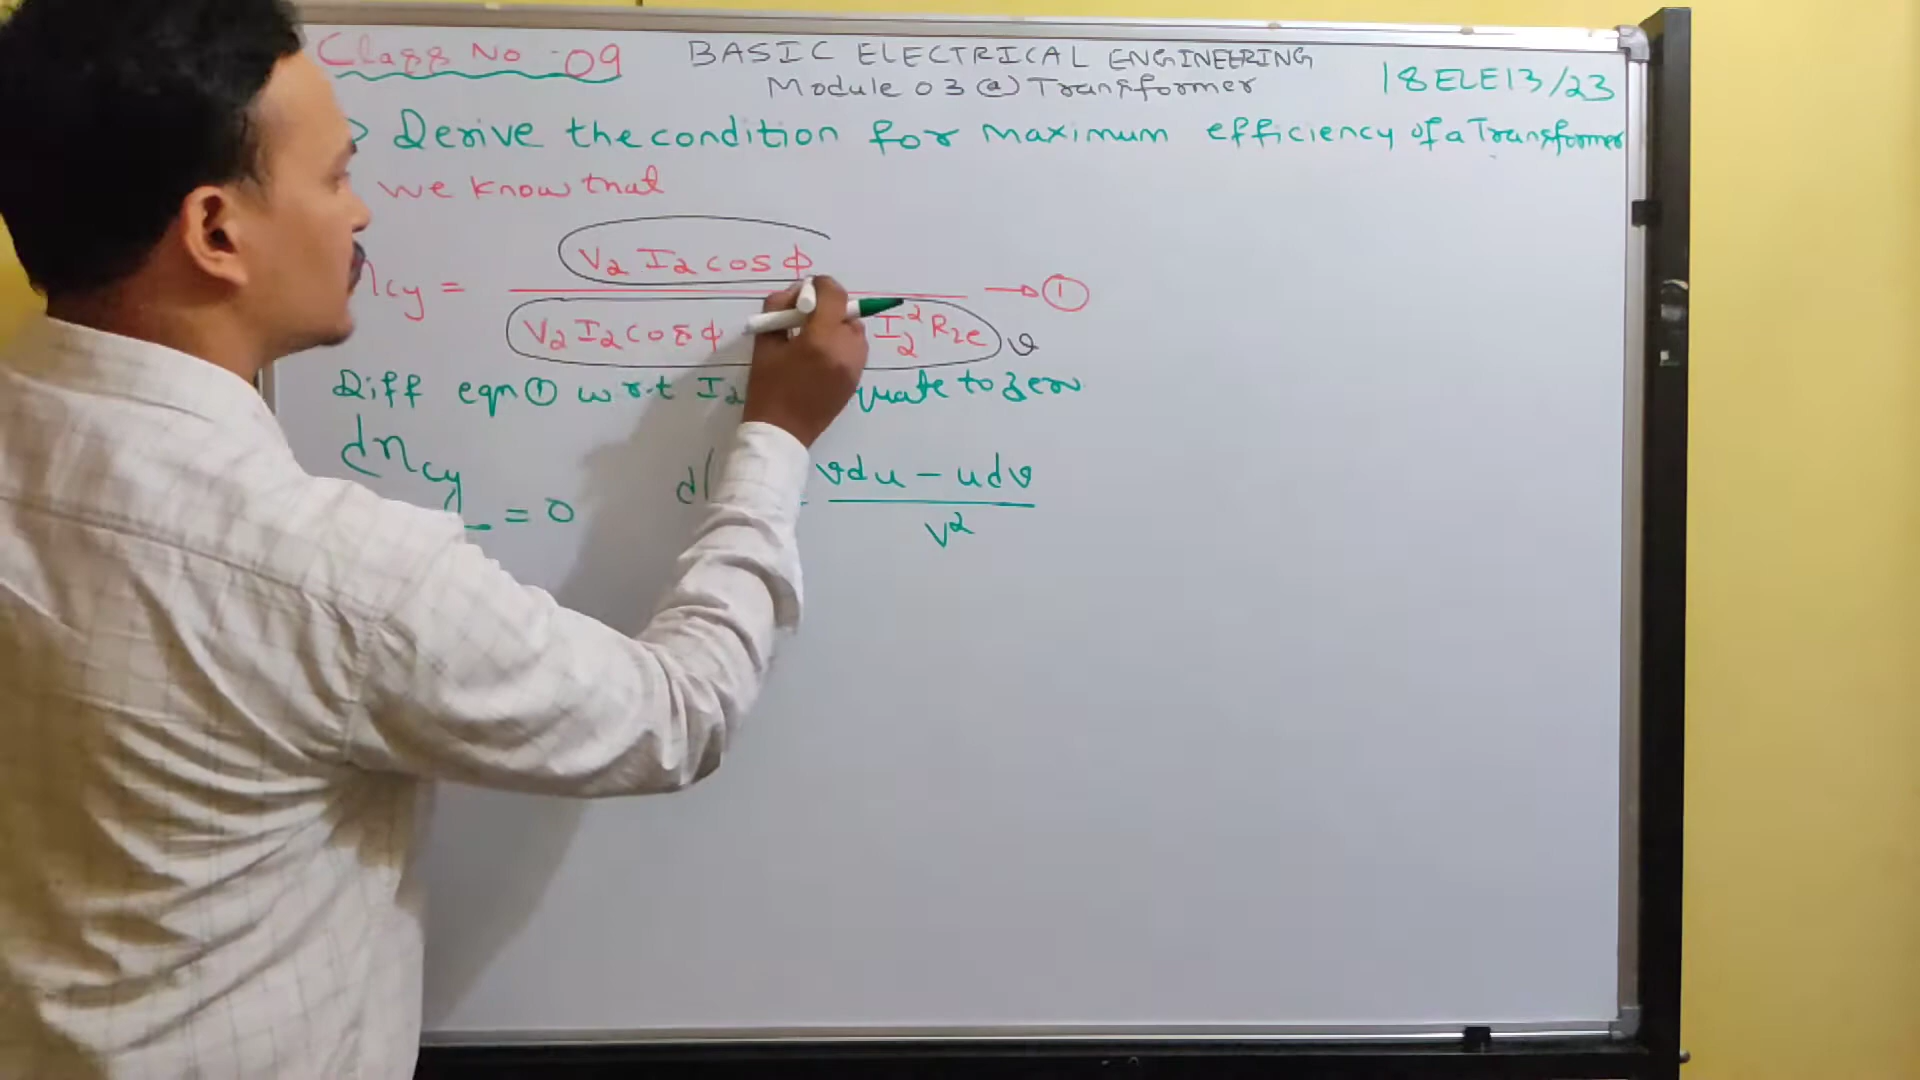 Class No - 09
BASIC ELECTRICAL ENGINEERING
Module 03 (a) Transformer
18ELE13/23
Derive the condition for maximum efficiency of a Transformer
we know that
V2 I2 cos ϕ
ηcy = → ①
V2 I2 cos ϕ I2² R2e v
Diff eqn ① w.r.t I2 to zero
dηcy
= 0
d( vdu - udv
V²